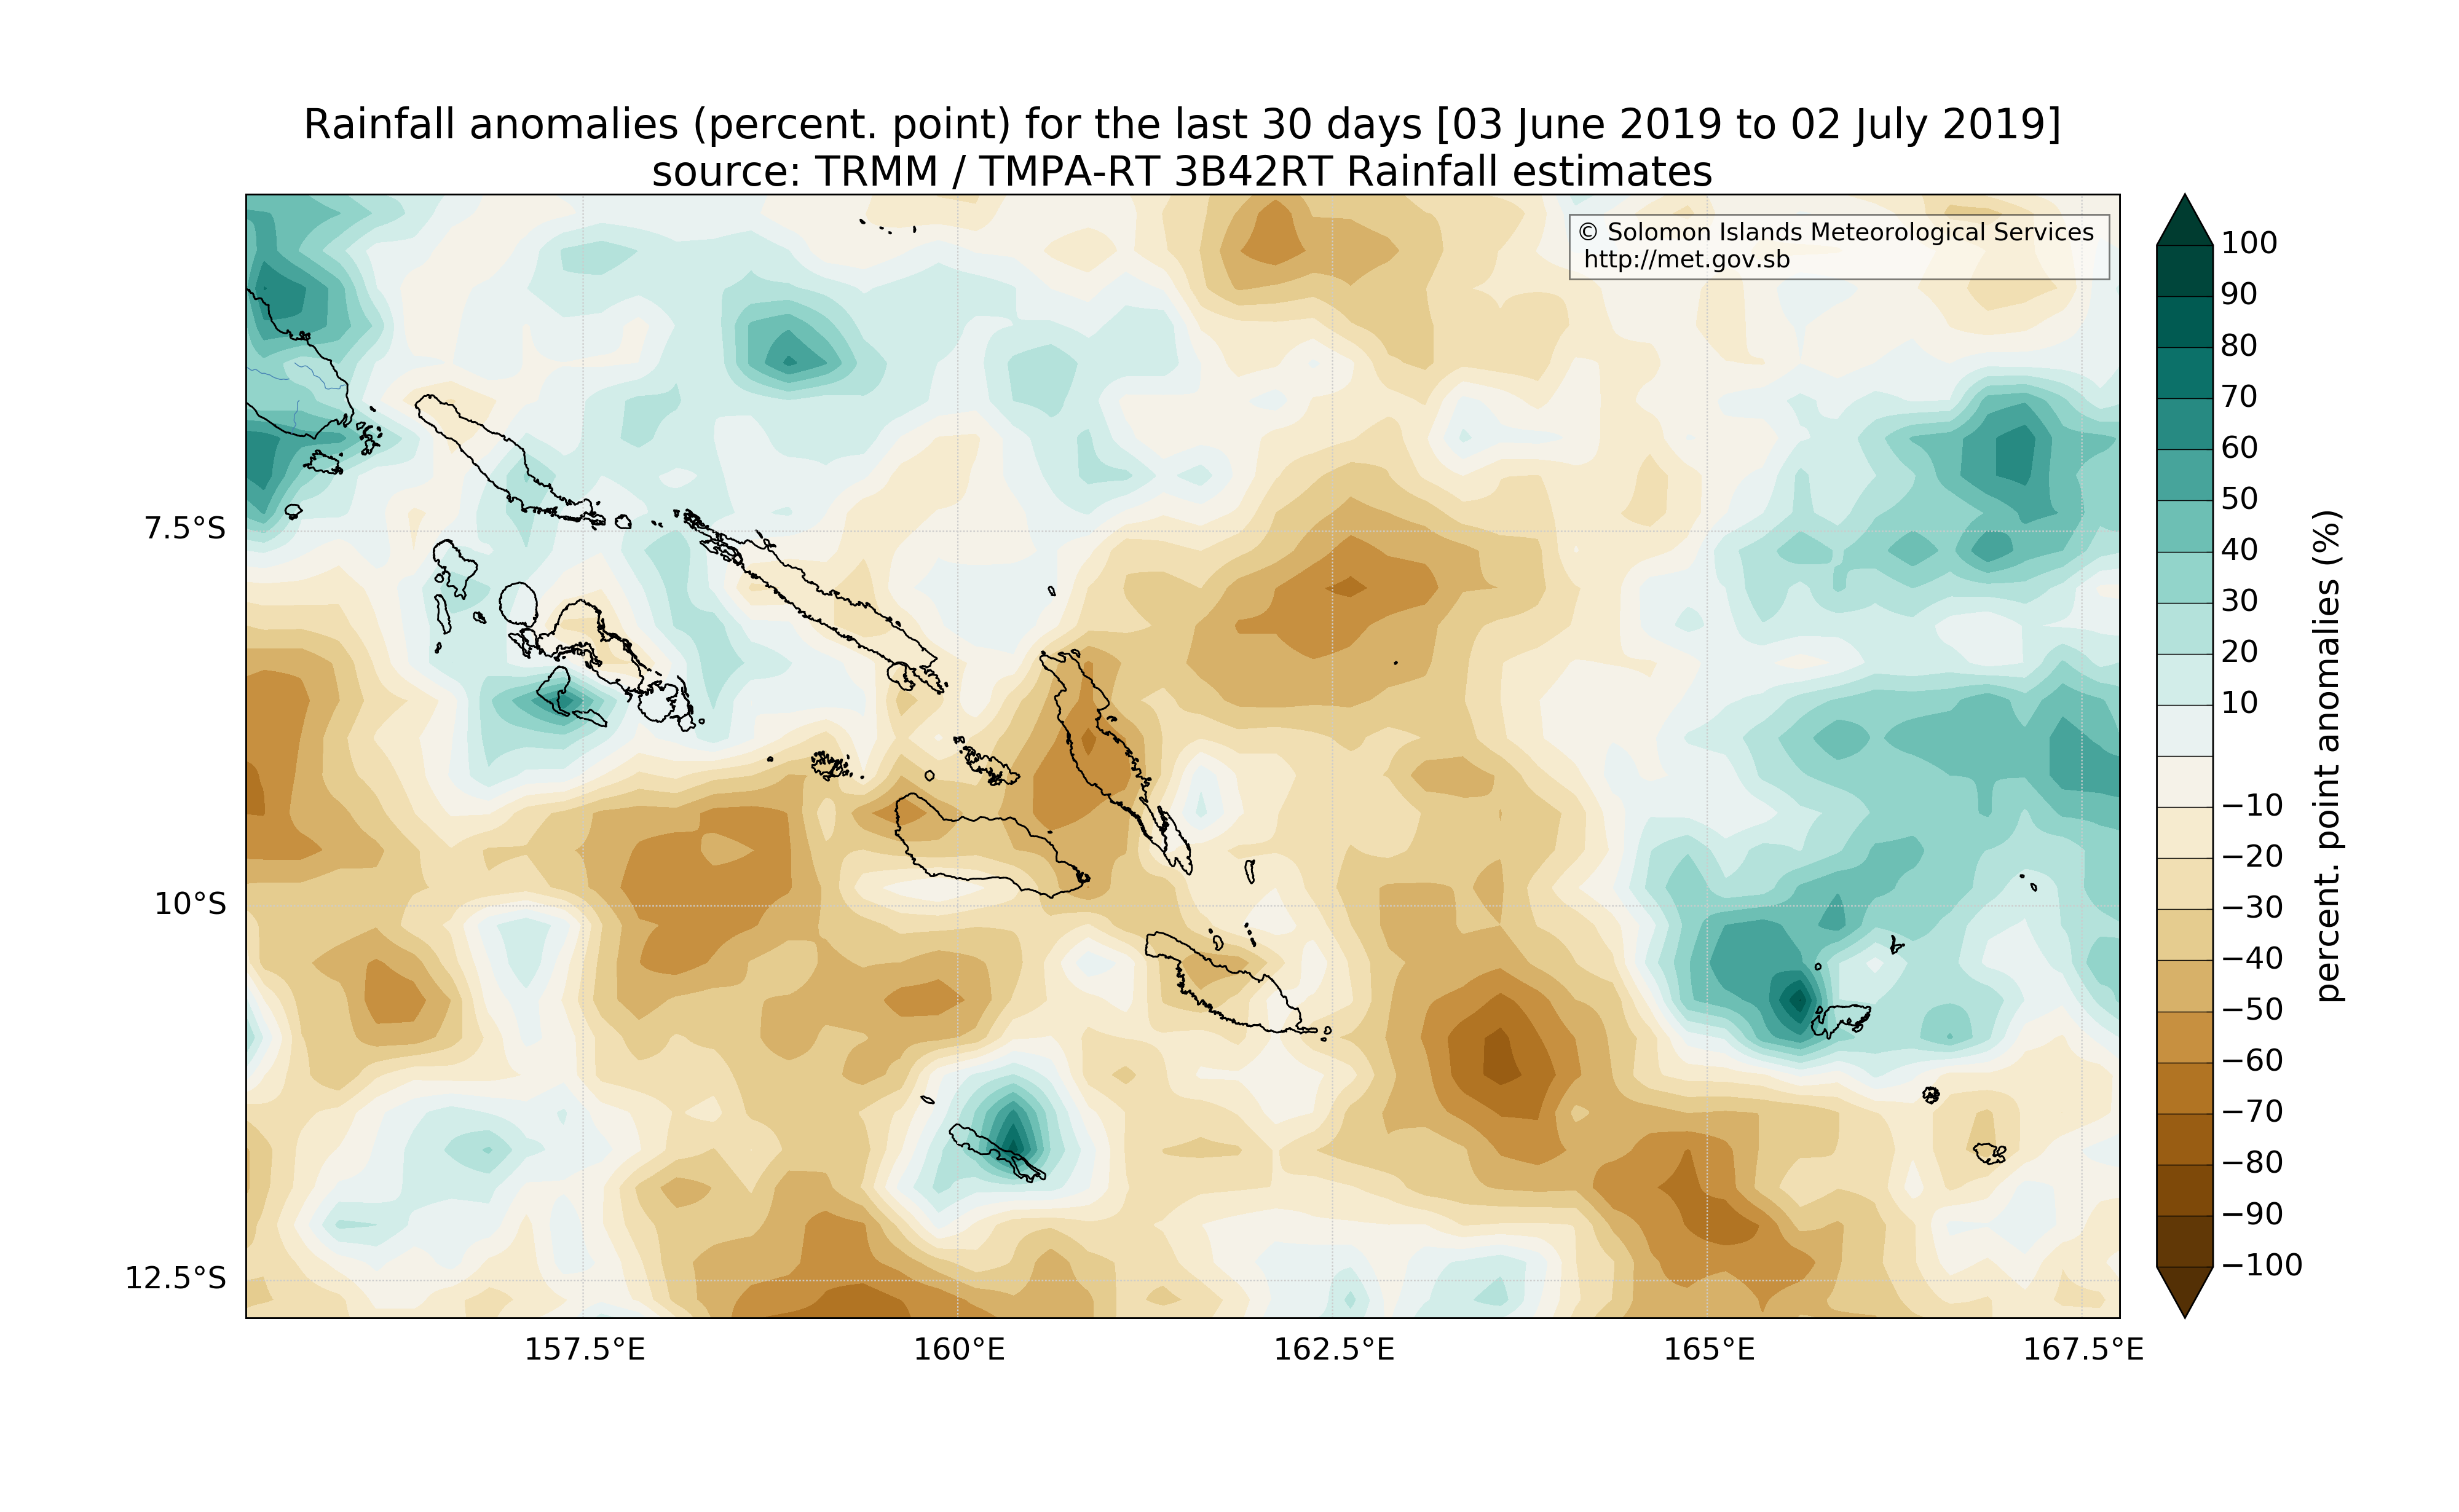 Rainfall anomalies (percent. point) for the last 30 days [03 June 2019 to 02 July 2019]
source: TRMM / TMPA-RT 3B42RT Rainfall estimates
© Solomon Islands Meteorological Services
http://met.gov.sb
7.5°S
10°S
12.5°S
157.5°E
160°E
162.5°E
165°E
167.5°E
100
90
80
70
60
50
40
30
20
10
−10
−20
−30
−40
−50
−60
−70
−80
−90
−100
percent. point anomalies (%)